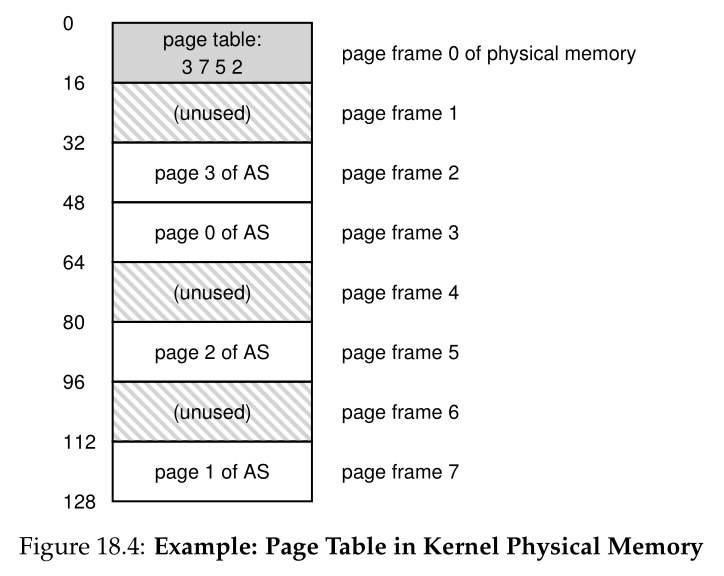 0
page table:
3 7 5 2
page frame 0 of physical memory
16
(unused)
page frame 1
32
page 3 of AS
page frame 2
48
page 0 of AS
page frame 3
64
(unused)
page frame 4
80
page 2 of AS
page frame 5
96
(unused)
page frame 6
112
page 1 of AS
page frame 7
128
Figure 18.4: Example: Page Table in Kernel Physical Memory